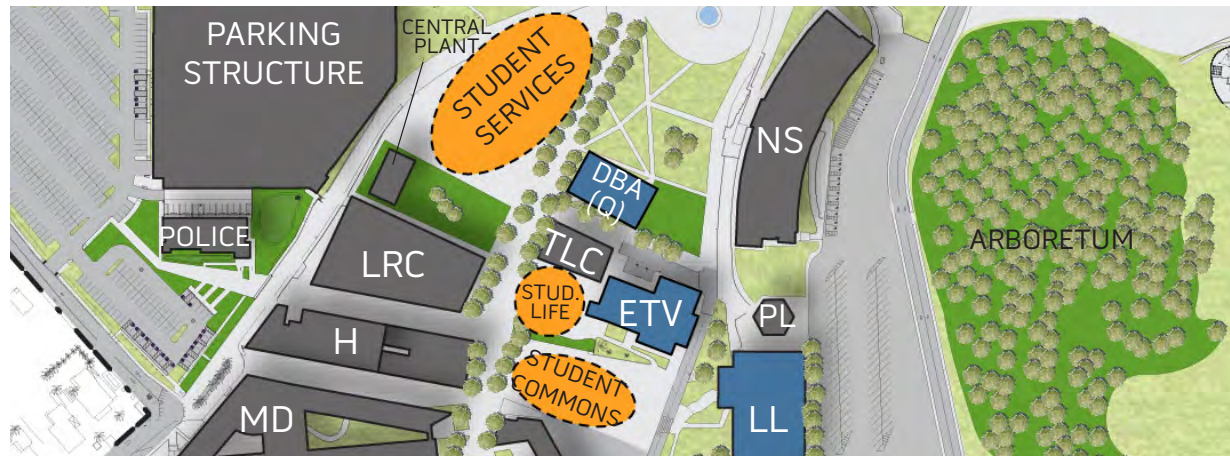 PARKING
STRUCTURE
CENTRAL
PLANT
STUDENT
SERVICES
NS
DBA
(Q)
POLICE
LRC
TLC
ARBORETUM
STUD.
LIFE
ETV
PL
H
STUDENT
COMMONS
MD
LL